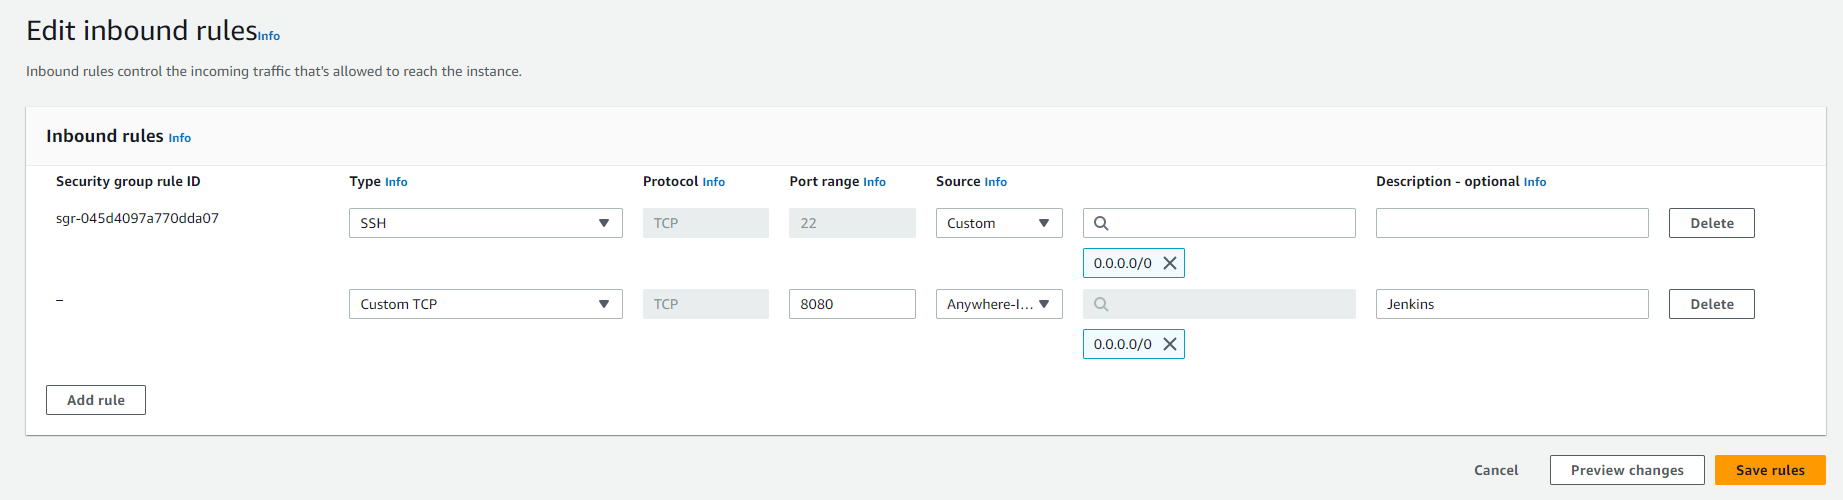 Edit inbound rules Info
Inbound rules control the incoming traffic that's allowed to reach the instance.
Inbound rules Info
Security group rule ID Type Info Protocol Info Port range Info Source Info Description - optional Info
sgr-045d4097a770dda07 SSH TCP 22 Custom Delete
0.0.0.0/0
– Custom TCP TCP 8080 Anywhere-I... Jenkins Delete
0.0.0.0/0
Add rule
Cancel Preview changes Save rules